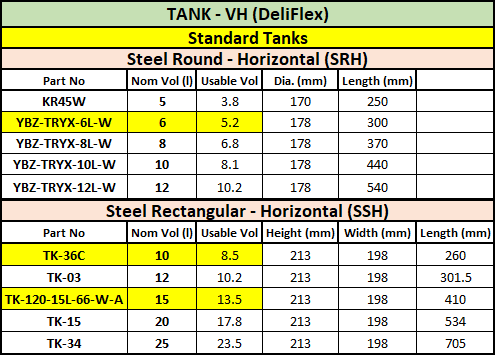 TANK - VH (DeliFlex)
Standard Tanks
Steel Round - Horizontal (SRH)
Part No Nom Vol (l) Usable Vol Dia. (mm) Length (mm)
KR45W 5 3.8 170 250
YBZ-TRYX-6L-W 6 5.2 178 300
YBZ-TRYX-8L-W 8 6.8 178 370
YBZ-TRYX-10L-W 10 8.1 178 440
YBZ-TRYX-12L-W 12 10.2 178 540
Steel Rectangular - Horizontal (SSH)
Part No Nom Vol (l) Usable Vol Height (mm) Width (mm) Length (mm)
TK-36C 10 8.5 213 198 260
TK-03 12 10.2 213 198 301.5
TK-120-15L-66-W-A 15 13.5 213 198 410
TK-15 20 17.8 213 198 534
TK-34 25 23.5 213 198 705